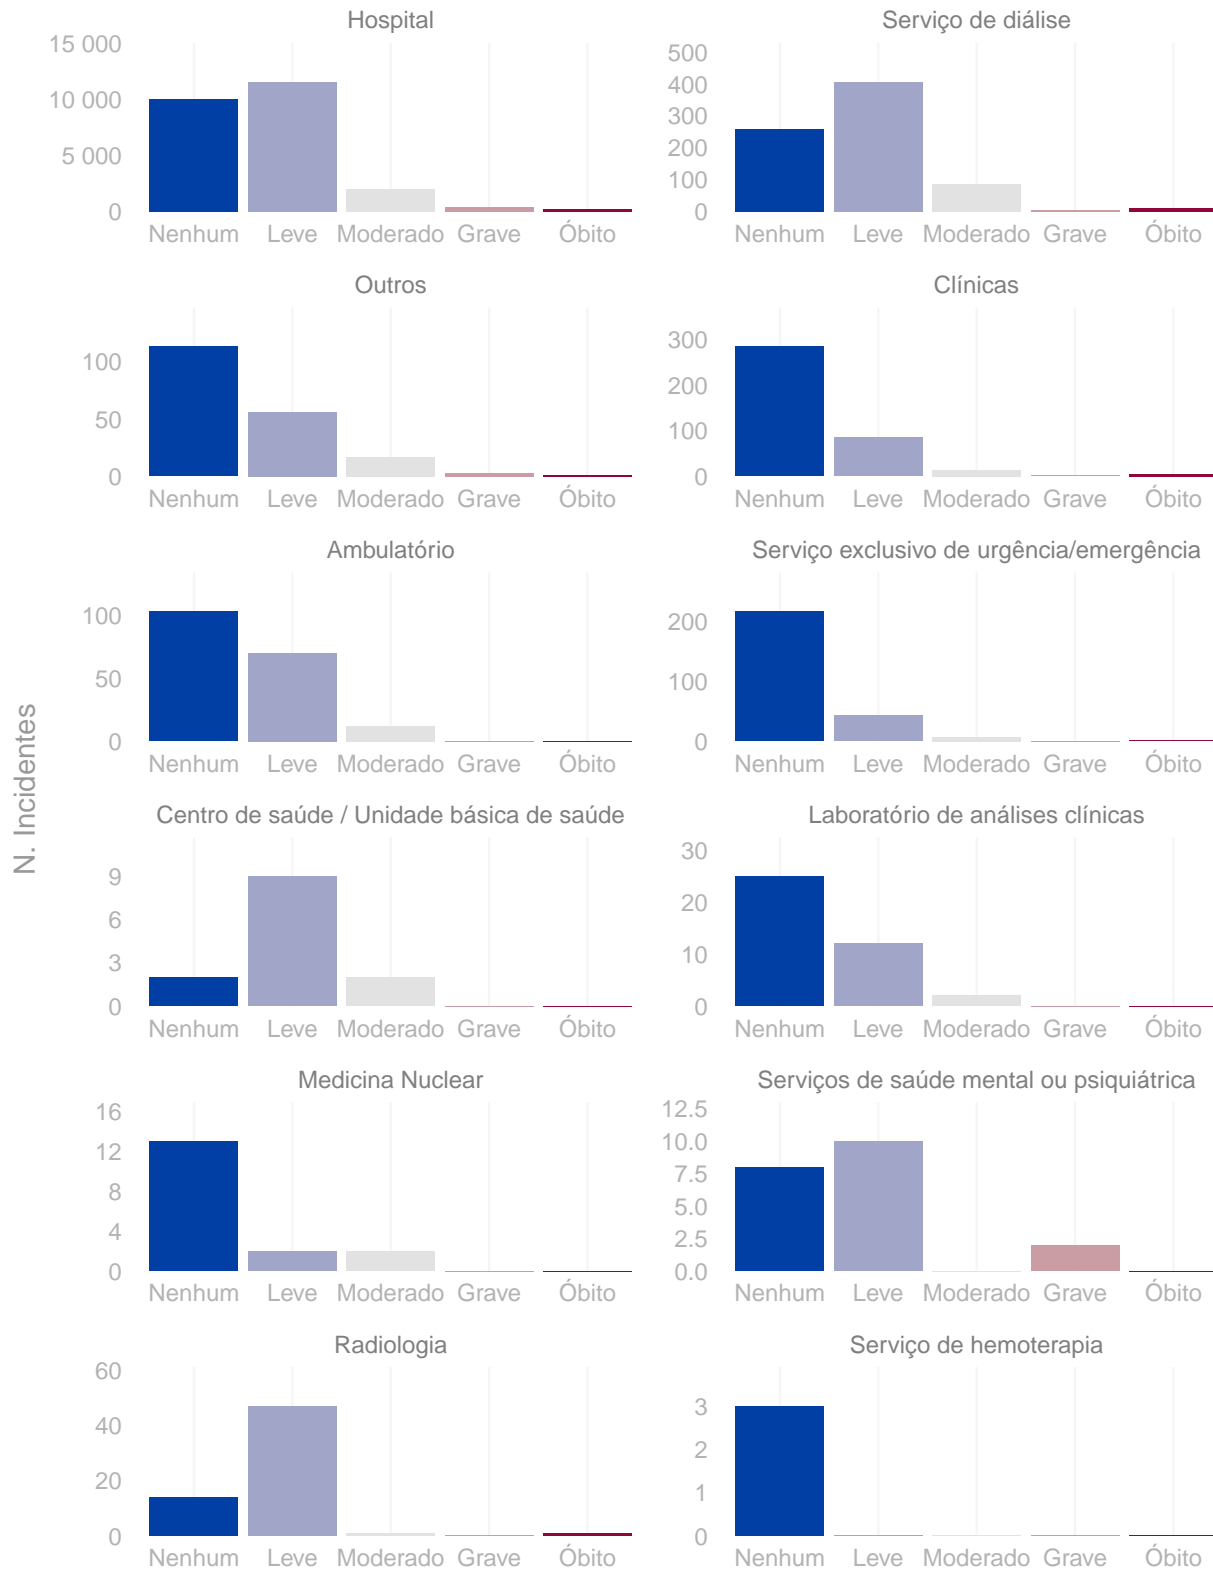 N. Incidentes
Hospital
15 000
10 000
5 000
0
Nenhum Leve Moderado Grave Óbito
Serviço de diálise
500
400
300
200
100
0
Nenhum Leve Moderado Grave Óbito
Outros
100
50
0
Nenhum Leve Moderado Grave Óbito
Clínicas
300
200
100
0
Nenhum Leve Moderado Grave Óbito
Ambulatório
100
50
0
Nenhum Leve Moderado Grave Óbito
Serviço exclusivo de urgência/emergência
200
100
0
Nenhum Leve Moderado Grave Óbito
Centro de saúde / Unidade básica de saúde
9
6
3
0
Nenhum Leve Moderado Grave Óbito
Laboratório de análises clínicas
30
20
10
0
Nenhum Leve Moderado Grave Óbito
Medicina Nuclear
16
12
8
4
0
Nenhum Leve Moderado Grave Óbito
Serviços de saúde mental ou psiquiátrica
12.5
10.0
7.5
5.0
2.5
0.0
Nenhum Leve Moderado Grave Óbito
Radiologia
60
40
20
0
Nenhum Leve Moderado Grave Óbito
Serviço de hemoterapia
3
2
1
0
Nenhum Leve Moderado Grave Óbito